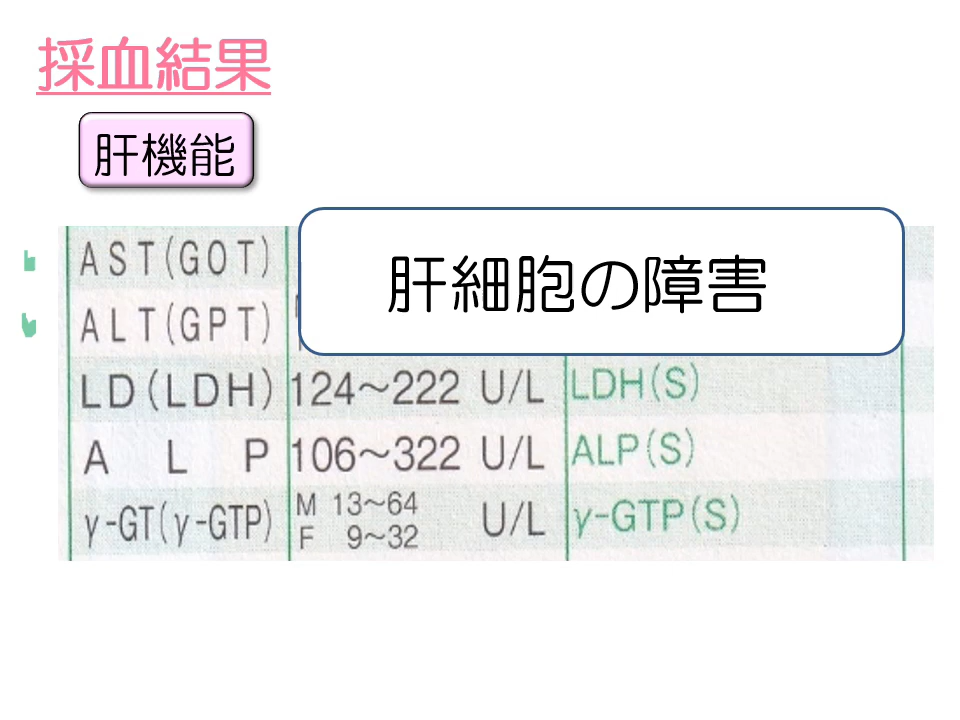 採血結果
肝機能
肝細胞の障害
AST(GOT)
ALT(GPT)
LD(LDH) 124~222 U/L LDH(S)
ALP 106~322 U/L ALP(S)
γ-GT(γ-GTP) M 13~64 U/L γ-GTP(S)
F 9~32